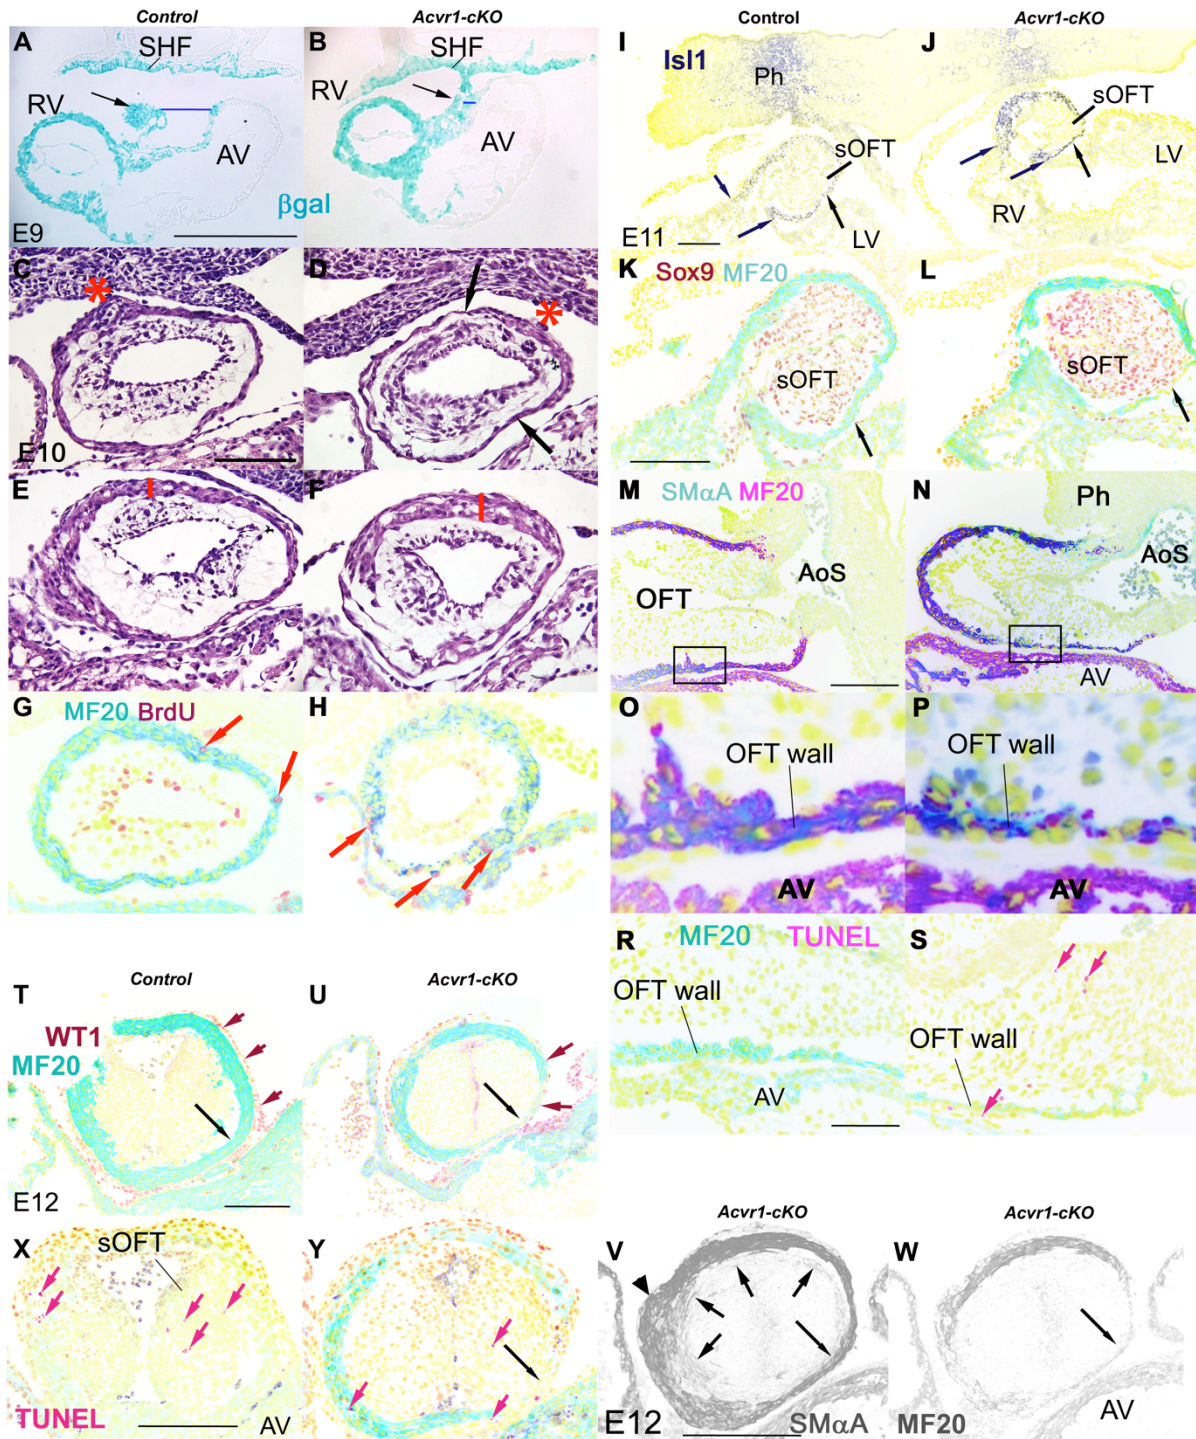 Control
Acvr1-cKO
Control
Acvr1-cKO
A
SHF
RV
AV
βgal
E9
B
SHF
RV
AV
I
Isl1
Ph
sOFT
LV
E11
J
sOFT
LV
RV
C
E10
D
K
Sox9 MF20
sOFT
L
sOFT
E
F
M
SMαA MF20
OFT
AoS
N
Ph
AoS
AV
G
MF20 BrdU
H
O
OFT wall
AV
P
OFT wall
AV
R
MF20 TUNEL
OFT wall
AV
S
OFT wall
Control
Acvr1-cKO
T
WT1
MF20
E12
U
X
sOFT
TUNEL
AV
Y
Acvr1-cKO
Acvr1-cKO
V
E12
SMαA
W
MF20
AV